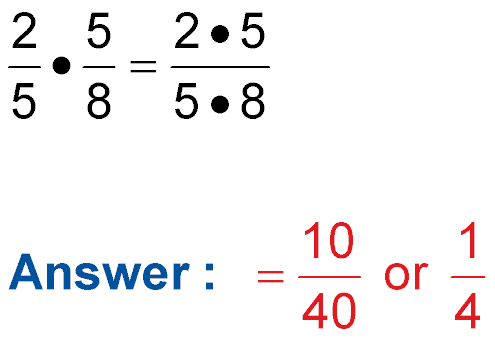 2/5 • 5/8 = 2 • 5/5 • 8
Answer : = 10/40 or 1/4